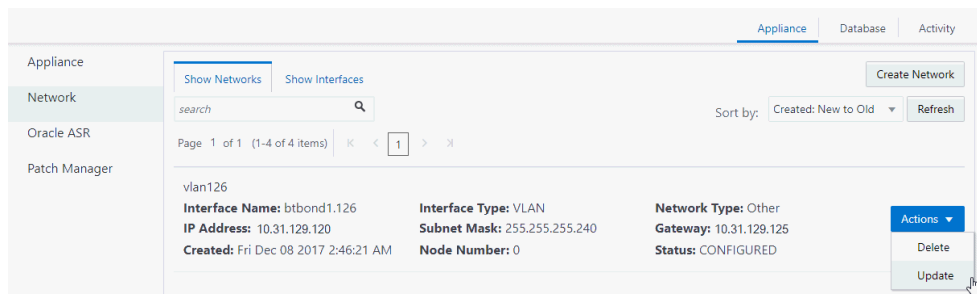 Appliance Database Activity
Appliance
Network
Oracle ASR
Patch Manager
Show Networks Show Interfaces
Create Network
search
Sort by: Created: New to Old Refresh
Page 1 of 1 (1-4 of 4 items) 1
vlan126
Interface Name: btbond1.126 Interface Type: VLAN Network Type: Other
IP Address: 10.31.129.120 Subnet Mask: 255.255.255.240 Gateway: 10.31.129.125
Created: Fri Dec 08 2017 2:46:21 AM Node Number: 0 Status: CONFIGURED
Actions
Delete
Update